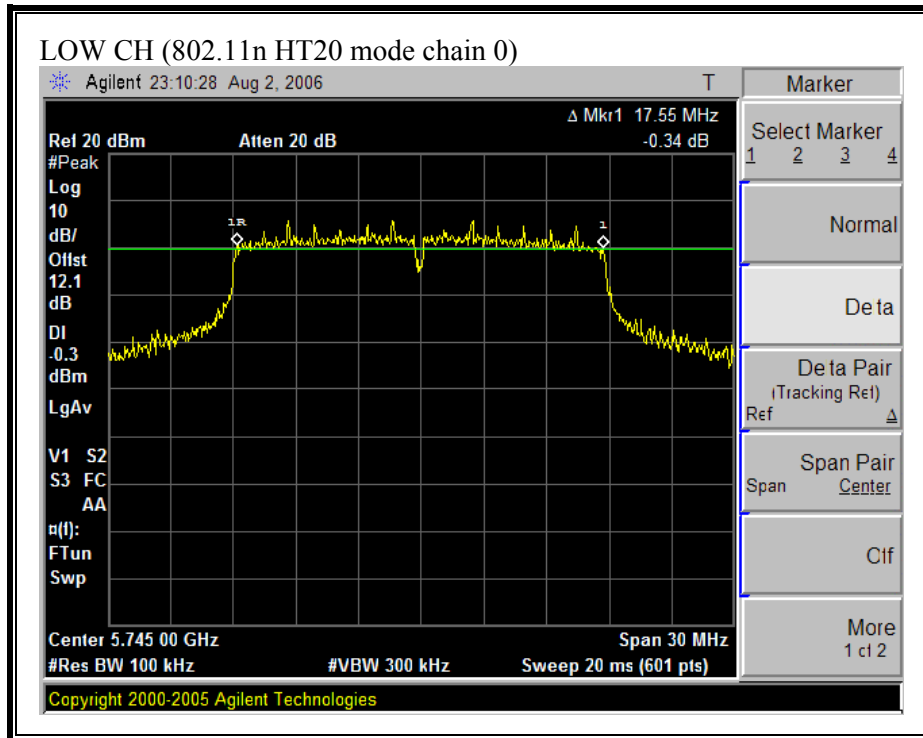 LOW CH (802.11n HT20 mode chain 0)
Agilent 23:10:28 Aug 2, 2006 T
Δ Mkr1 17.55 MHz
Ref 20 dBm Atten 20 dB -0.34 dB
#Peak
Log
10
dB/
Offst
12.1
dB
DI
-0.3
dBm
LgAv
V1 S2
S3 FC
AA
¤(f):
FTun
Swp
1R
1
Center 5.745 00 GHz Span 30 MHz
#Res BW 100 kHz #VBW 300 kHz Sweep 20 ms (601 pts)
Copyright 2000-2005 Agilent Technologies
Marker
Select Marker
1 2 3 4
Normal
Delta
Delta Pair
(Tracking Ref)
Ref Δ
Span Pair
Span Center
Off
More
1 of 2